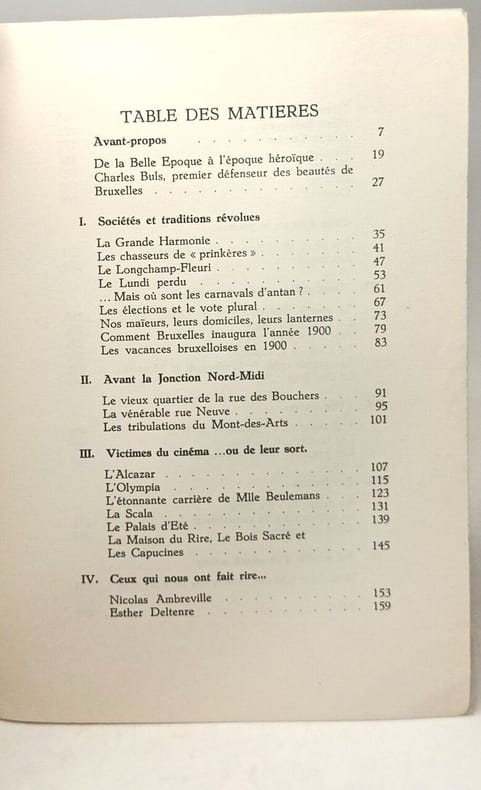 TABLE DES MATIERES
Avant-propos . . . . . . . . . . . 7
De la Belle Epoque à l'époque héroïque . . . 19
Charles Buls, premier défenseur des beautés de
Bruxelles . . . . . . . . . . . . . 27
I. Sociétés et traditions révolues
La Grande Harmonie . . . . . . . . . 35
Les chasseurs de « prinkères » . . . . . . . 41
Le Longchamp-Fleuri . . . . . . . . . 47
Le Lundi perdu . . . . . . . . . . . 53
... Mais où sont les carnavals d'antan ? . . . . 61
Les élections et le vote plural . . . . . . . 67
Nos maïeurs, leurs domiciles, leurs lanternes . . 73
Comment Bruxelles inaugura l'année 1900 . . . 79
Les vacances bruxelloises en 1900 . . . . . 83
II. Avant la Jonction Nord-Midi
Le vieux quartier de la rue des Bouchers . . . 91
La vénérable rue Neuve . . . . . . . . 95
Les tribulations du Mont-des-Arts . . . . . 101
III. Victimes du cinéma ...ou de leur sort.
L'Alcazar . . . . . . . . . . . . 107
L'Olympia . . . . . . . . . . . . 115
L'étonnante carrière de Mlle Beulemans . . . 123
La Scala . . . . . . . . . . . . 131
Le Palais d'Eté . . . . . . . . . . 139
La Maison du Rire, Le Bois Sacré et
Les Capucines . . . . . . . . . . 145
IV. Ceux qui nous ont fait rire...
Nicolas Ambreville . . . . . . . . . 153
Esther Deltenre . . . . . . . . . . 159